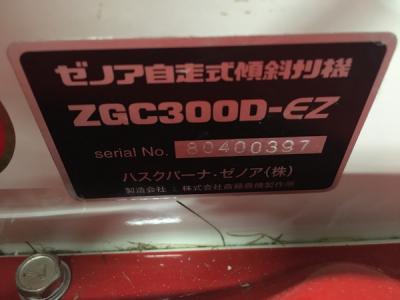 ゼノア自走式傾斜刈機
ZGC300D-EZ
serial No. 80400397
ハスクバーナ・ゼノア(株)
製造会社 : 株式会社斎藤農機製作所